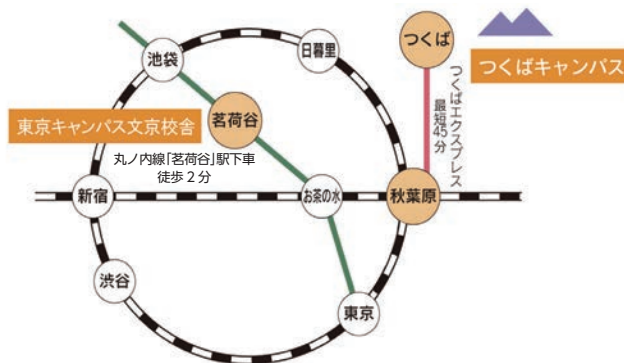 池袋
日暮里
つくば
つくばキャンパス
東京キャンパス文京校舎
茗荷谷
丸ノ内線「茗荷谷」駅下車
徒歩2分
つくばエクスプレス
最短45分
新宿
お茶の水
秋葉原
渋谷
東京